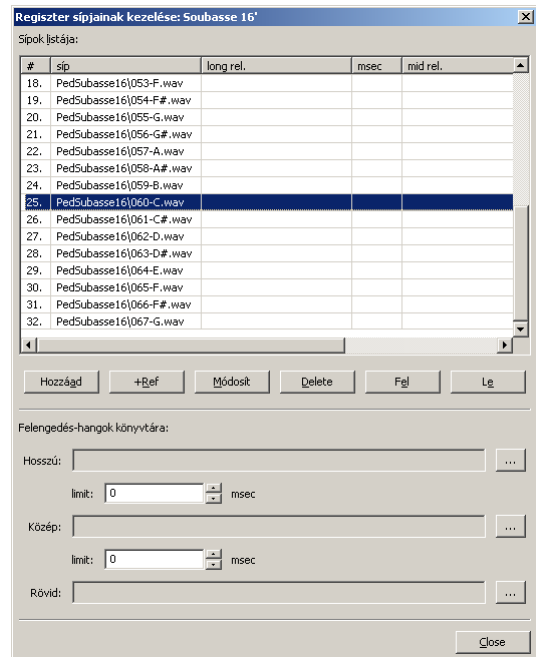 Regiszter sípjainak kezelése: Soubasse 16'
Sípok listája:
# síp long rel. msec mid rel.
18. PedSubasse16\053-F.wav
19. PedSubasse16\054-F#.wav
20. PedSubasse16\055-G.wav
21. PedSubasse16\056-G#.wav
22. PedSubasse16\057-A.wav
23. PedSubasse16\058-A#.wav
24. PedSubasse16\059-B.wav
25. PedSubasse16\060-C.wav
26. PedSubasse16\061-C#.wav
27. PedSubasse16\062-D.wav
28. PedSubasse16\063-D#.wav
29. PedSubasse16\064-E.wav
30. PedSubasse16\065-F.wav
31. PedSubasse16\066-F#.wav
32. PedSubasse16\067-G.wav
Hozzáad +Ref Módosít Delete Fel Le
Felengedés-hangok könyvtára:
Hosszú: ...
limit: 0 msec
Közép: ...
limit: 0 msec
Rövid: ...
Close